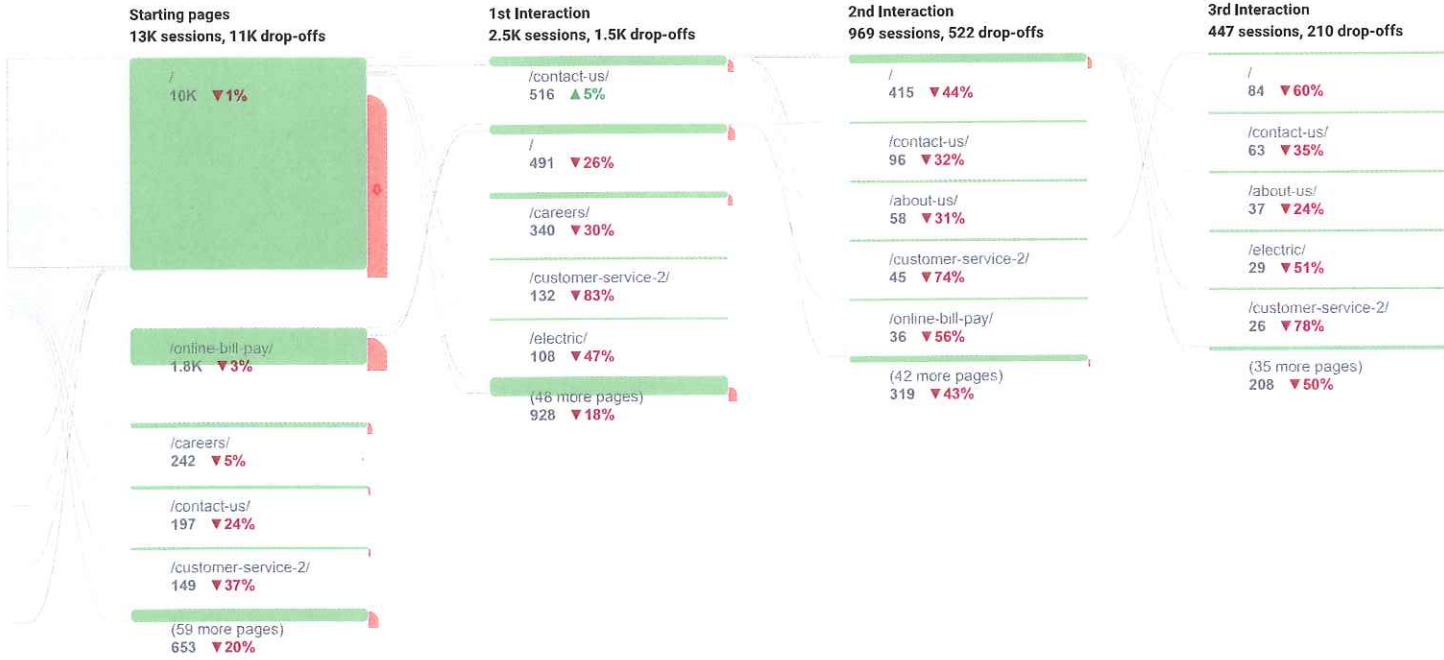 Starting pages
13K sessions, 11K drop-offs
/
10K ▼1%
/online-bill-pay/
1.8K ▼3%
/careers/
242 ▼5%
/contact-us/
197 ▼24%
/customer-service-2/
149 ▼37%
(59 more pages)
653 ▼20%
1st Interaction
2.5K sessions, 1.5K drop-offs
/contact-us/
516 ▲5%
/
491 ▼26%
/careers/
340 ▼30%
/customer-service-2/
132 ▼83%
/electric/
108 ▼47%
(48 more pages)
928 ▼18%
2nd Interaction
969 sessions, 522 drop-offs
/
415 ▼44%
/contact-us/
96 ▼32%
/about-us/
58 ▼31%
/customer-service-2/
45 ▼74%
/online-bill-pay/
36 ▼56%
(42 more pages)
319 ▼43%
3rd Interaction
447 sessions, 210 drop-offs
/
84 ▼60%
/contact-us/
63 ▼35%
/about-us/
37 ▼24%
/electric/
29 ▼51%
/customer-service-2/
26 ▼78%
(35 more pages)
208 ▼50%